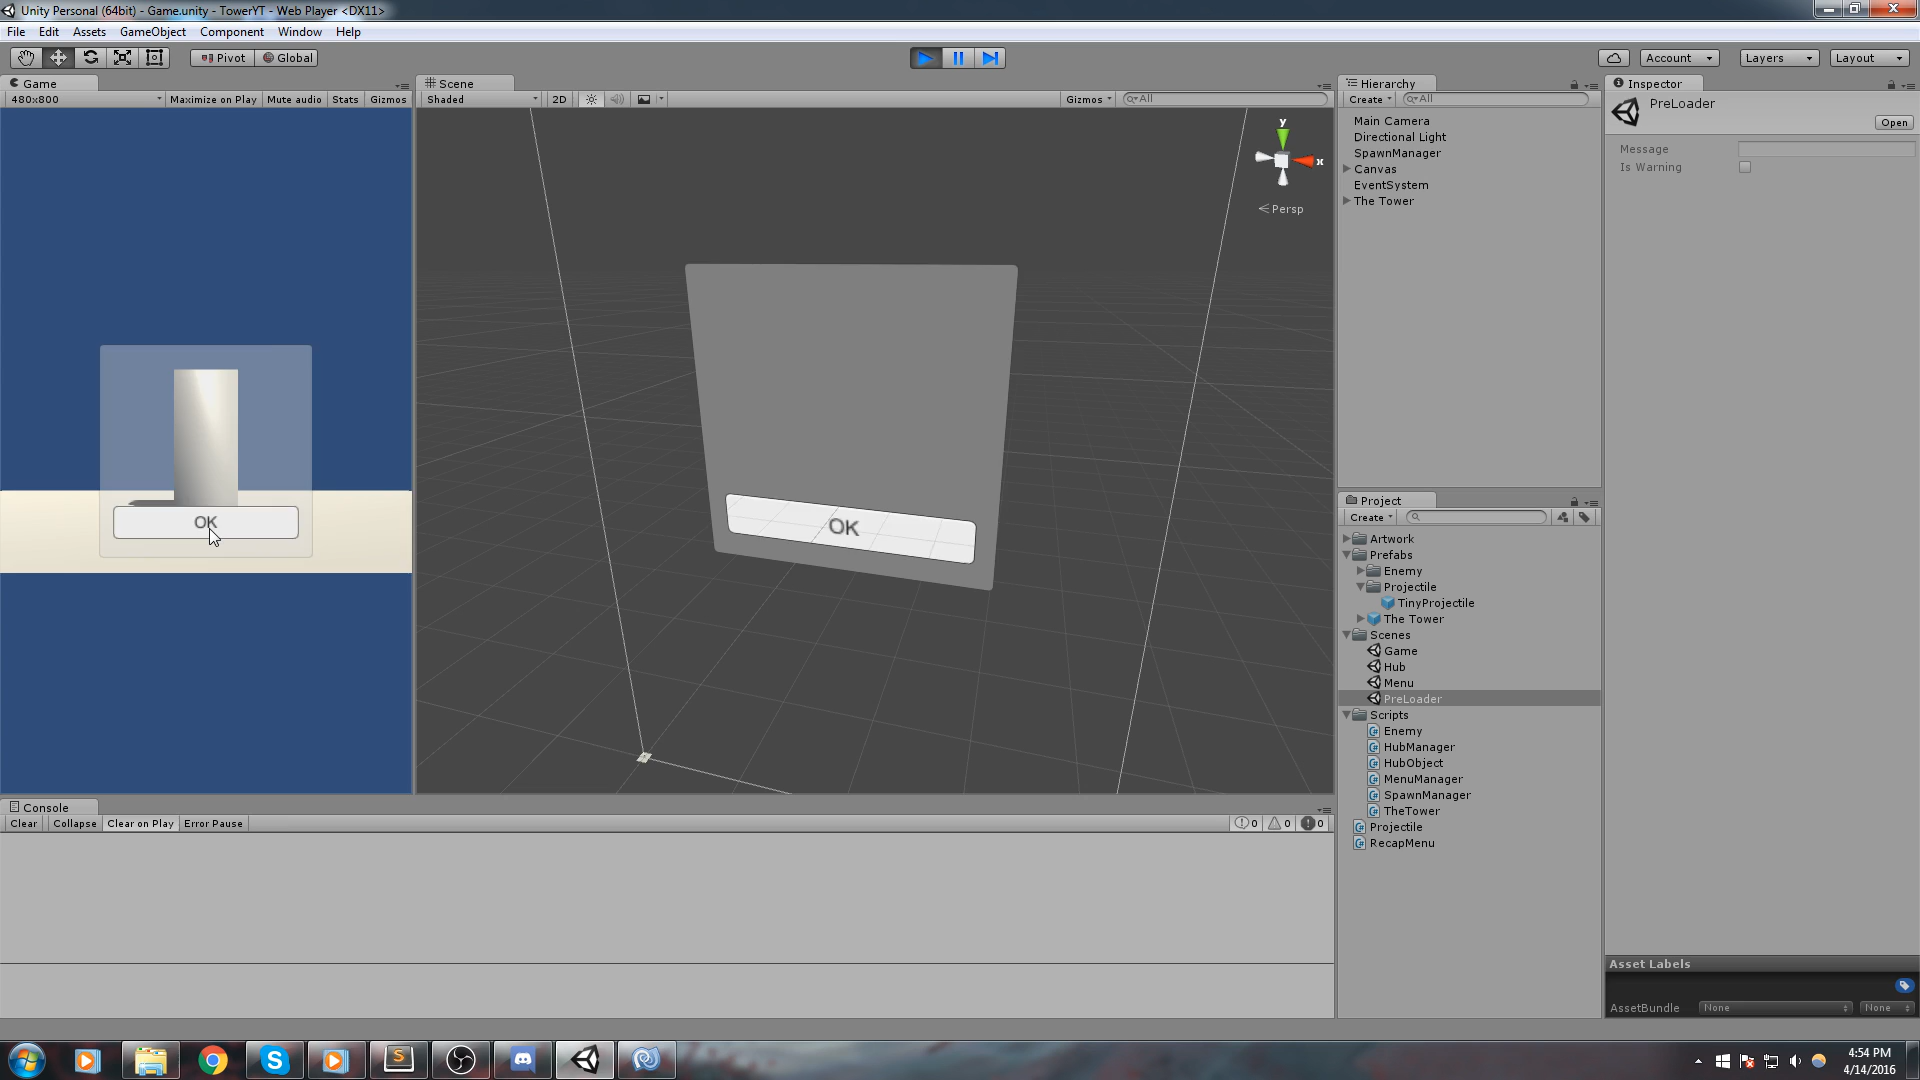 Unity Personal (64bit) - Game.unity - TowerYT - Web Player <DX11>
File Edit Assets GameObject Component Window Help
Pivot Global Account Layers Layout
Game
480x800 Maximize on Play Mute audio Stats Gizmos
Scene
Shaded 2D Gizmos All
y
x
Persp
OK
OK
Hierarchy
Create All
Main Camera
Directional Light
SpawnManager
Canvas
EventSystem
The Tower
Inspector
PreLoader
Open
Message
Is Warning
Project
Create
Artwork
Prefabs
Enemy
Projectile
TinyProjectile
The Tower
Scenes
Game
Hub
Menu
PreLoader
Scripts
Enemy
HubManager
HubObject
MenuManager
SpawnManager
TheTower
Projectile
RecapMenu
Console
Clear Collapse Clear on Play Error Pause 0 0 0
Asset Labels
AssetBundle None None
4:54 PM
4/14/2016